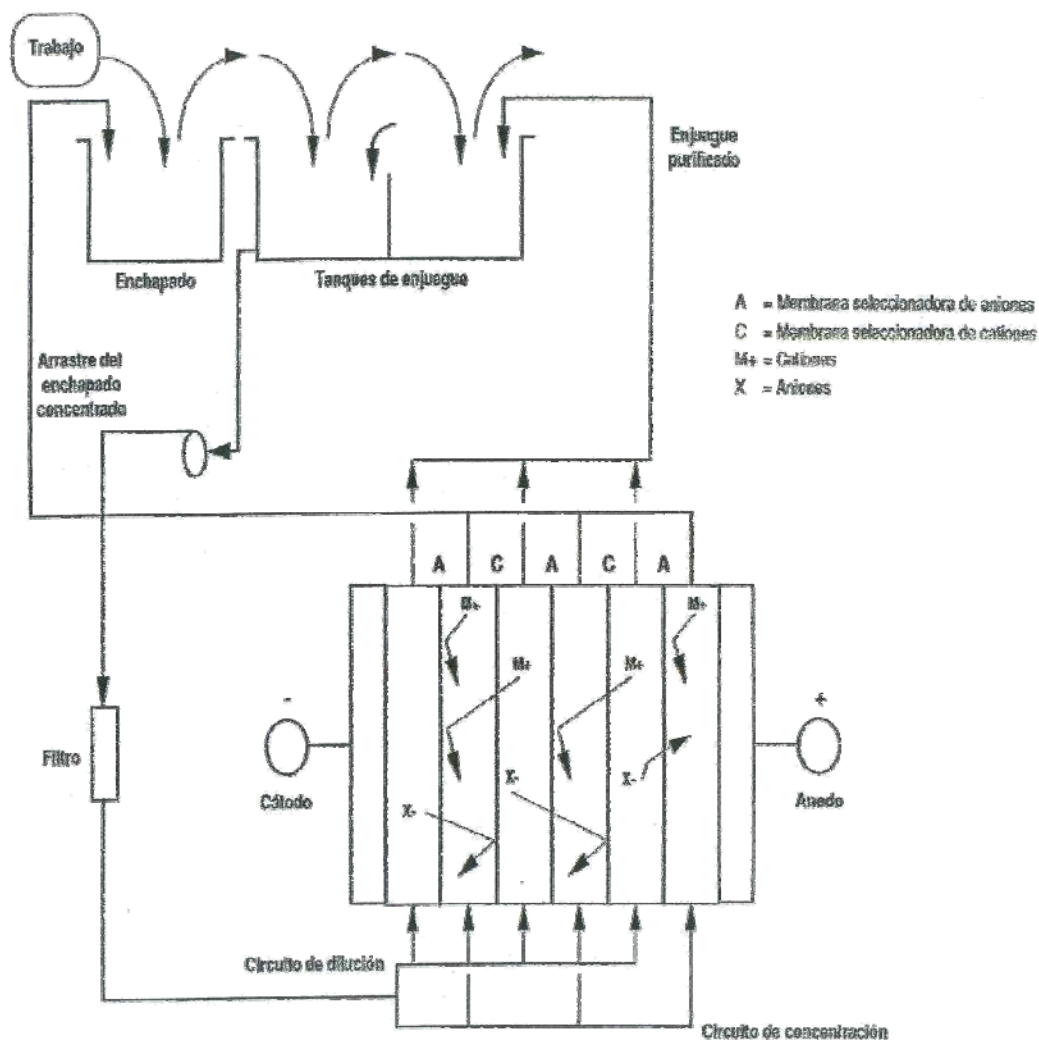 Trabajo
Enjuague
purificado
Enchapado
Tanques de enjuague
A = Membrana seleccionadora de aniones
C = Membrana seleccionadora de cationes
M+ = Cationes
X = Aniones
Arrastre del
enchapado
concentrado
A C A C A
M+ M+
M+ M+
- +
Filtro
X- X-
Cátodo Anodo
X-
Circuito de dilución
Circuito de concentración